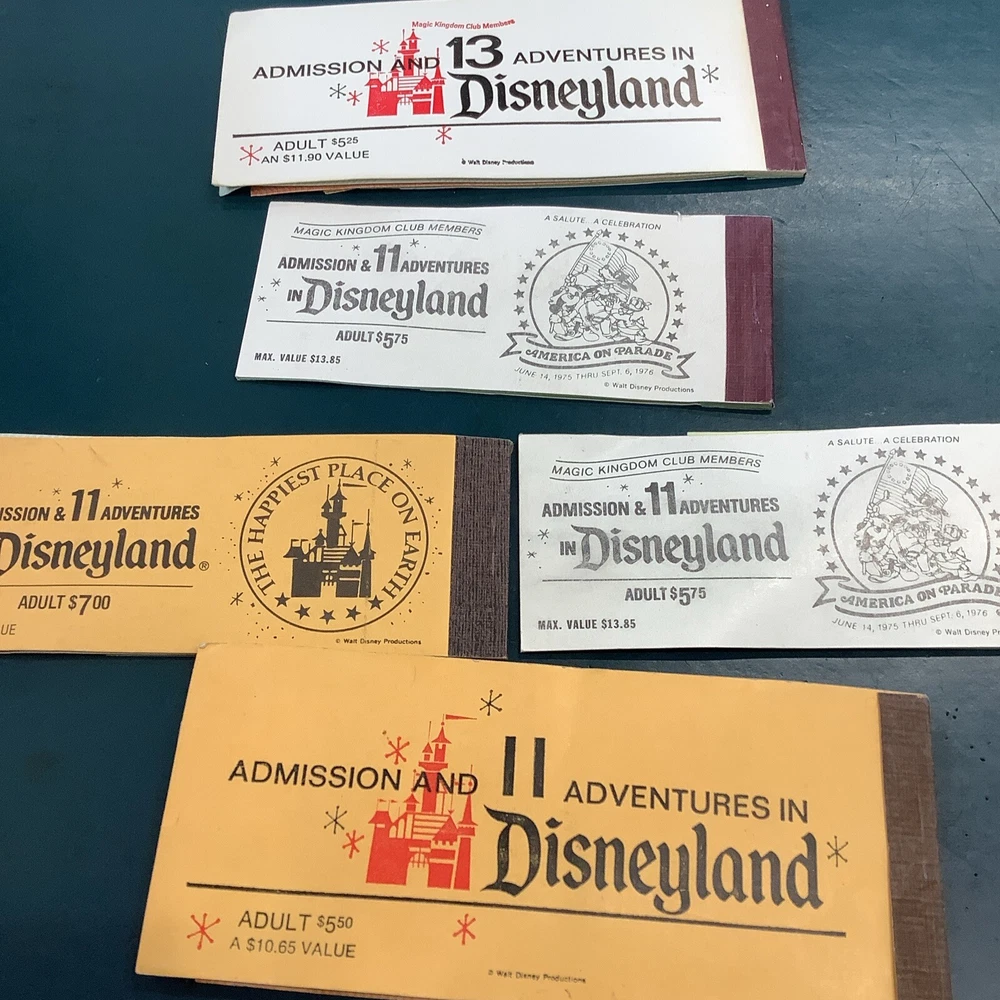 Magic Kingdom Club Members
ADMISSION AND 13 ADVENTURES IN
Disneyland
ADULT $5.25
AN $11.90 VALUE
© Walt Disney Productions
MAGIC KINGDOM CLUB MEMBERS
ADMISSION & 11 ADVENTURES
IN Disneyland
ADULT $5.75
MAX. VALUE $13.85
A SALUTE...A CELEBRATION
AMERICA ON PARADE
JUNE 14, 1975 THRU SEPT. 6, 1976
© Walt Disney Productions
ISSION & 11 ADVENTURES
Disneyland®
ADULT $7.00
UE
THE HAPPIEST PLACE ON EARTH
© Walt Disney Productions
MAGIC KINGDOM CLUB MEMBERS
ADMISSION & 11 ADVENTURES
IN Disneyland
ADULT $5.75
MAX. VALUE $13.85
A SALUTE...A CELEBRATION
AMERICA ON PARADE
JUNE 14, 1975 THRU SEPT. 6, 1976
© Walt Disney Pr
ADMISSION AND 11 ADVENTURES IN
Disneyland
ADULT $5.50
A $10.65 VALUE
© Walt Disney Productions